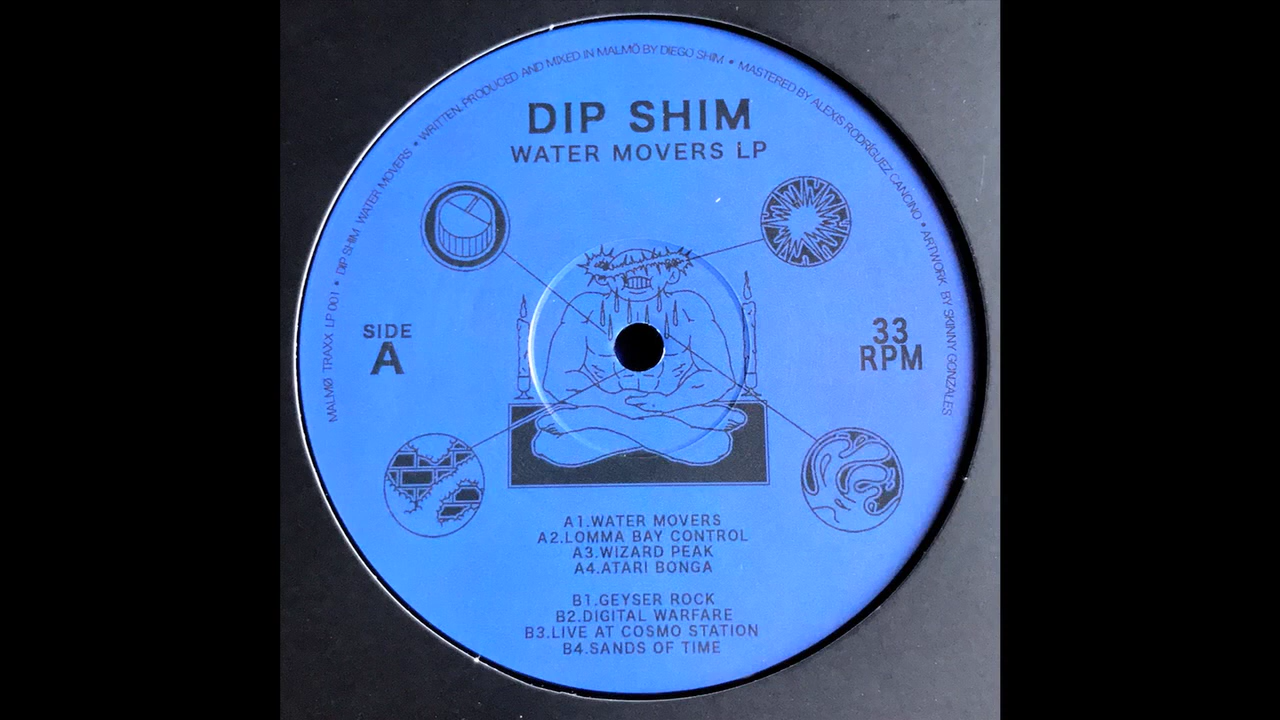 MALMØ TRAXX LP 001 • DIP SHIM WATER MOVERS • WRITTEN, PRODUCED AND MIXED IN MALMÖ BY DIEGO SHIM • MASTERED BY ALEXIS RODRÍGUEZ CANCINO • ARTWORK BY SKINNY GONZALES
DIP SHIM
WATER MOVERS LP
SIDE
A
33
RPM
A1.WATER MOVERS
A2.LOMMA BAY CONTROL
A3.WIZARD PEAK
A4.ATARI BONGA
B1.GEYSER ROCK
B2.DIGITAL WARFARE
B3.LIVE AT COSMO STATION
B4.SANDS OF TIME